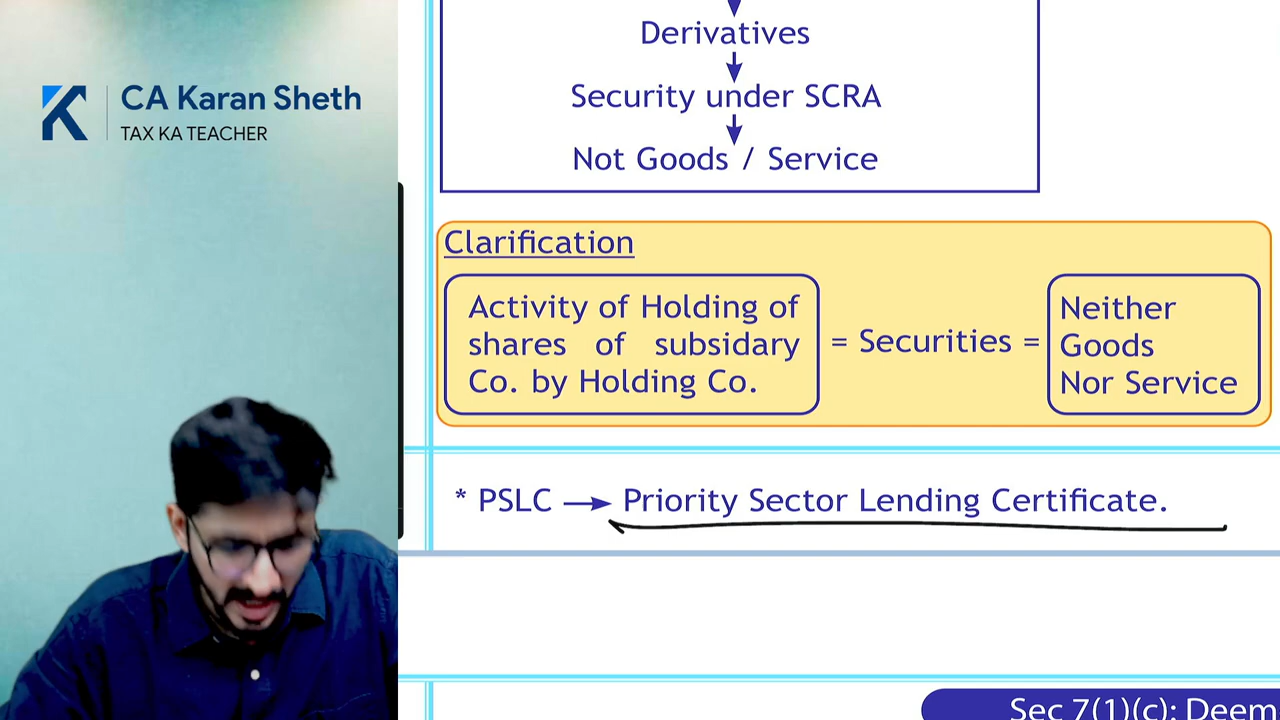 CA Karan Sheth
TAX KA TEACHER
Derivatives
Security under SCRA
Not Goods / Service
Clarification
Activity of Holding of
shares of subsidary
Co. by Holding Co.
= Securities =
Neither
Goods
Nor Service
* PSLC → Priority Sector Lending Certificate.
Sec 7(1)(c): Deem